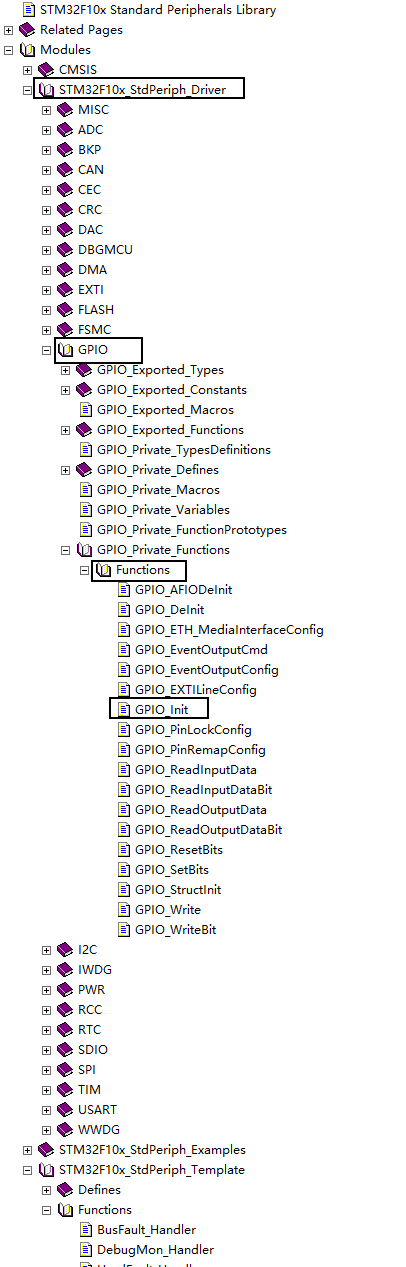 STM32F10x Standard Peripherals Library
Related Pages
Modules
CMSIS
STM32F10x_StdPeriph_Driver
MISC
ADC
BKP
CAN
CEC
CRC
DAC
DBGMCU
DMA
EXTI
FLASH
FSMC
GPIO
GPIO_Exported_Types
GPIO_Exported_Constants
GPIO_Exported_Macros
GPIO_Exported_Functions
GPIO_Private_TypesDefinitions
GPIO_Private_Defines
GPIO_Private_Macros
GPIO_Private_Variables
GPIO_Private_FunctionPrototypes
GPIO_Private_Functions
Functions
GPIO_AFIODeInit
GPIO_DeInit
GPIO_ETH_MediaInterfaceConfig
GPIO_EventOutputCmd
GPIO_EventOutputConfig
GPIO_EXTILineConfig
GPIO_Init
GPIO_PinLockConfig
GPIO_PinRemapConfig
GPIO_ReadInputData
GPIO_ReadInputDataBit
GPIO_ReadOutputData
GPIO_ReadOutputDataBit
GPIO_ResetBits
GPIO_SetBits
GPIO_StructInit
GPIO_Write
GPIO_WriteBit
I2C
IWDG
PWR
RCC
RTC
SDIO
SPI
TIM
USART
WWDG
STM32F10x_StdPeriph_Examples
STM32F10x_StdPeriph_Template
Defines
Functions
BusFault_Handler
DebugMon_Handler